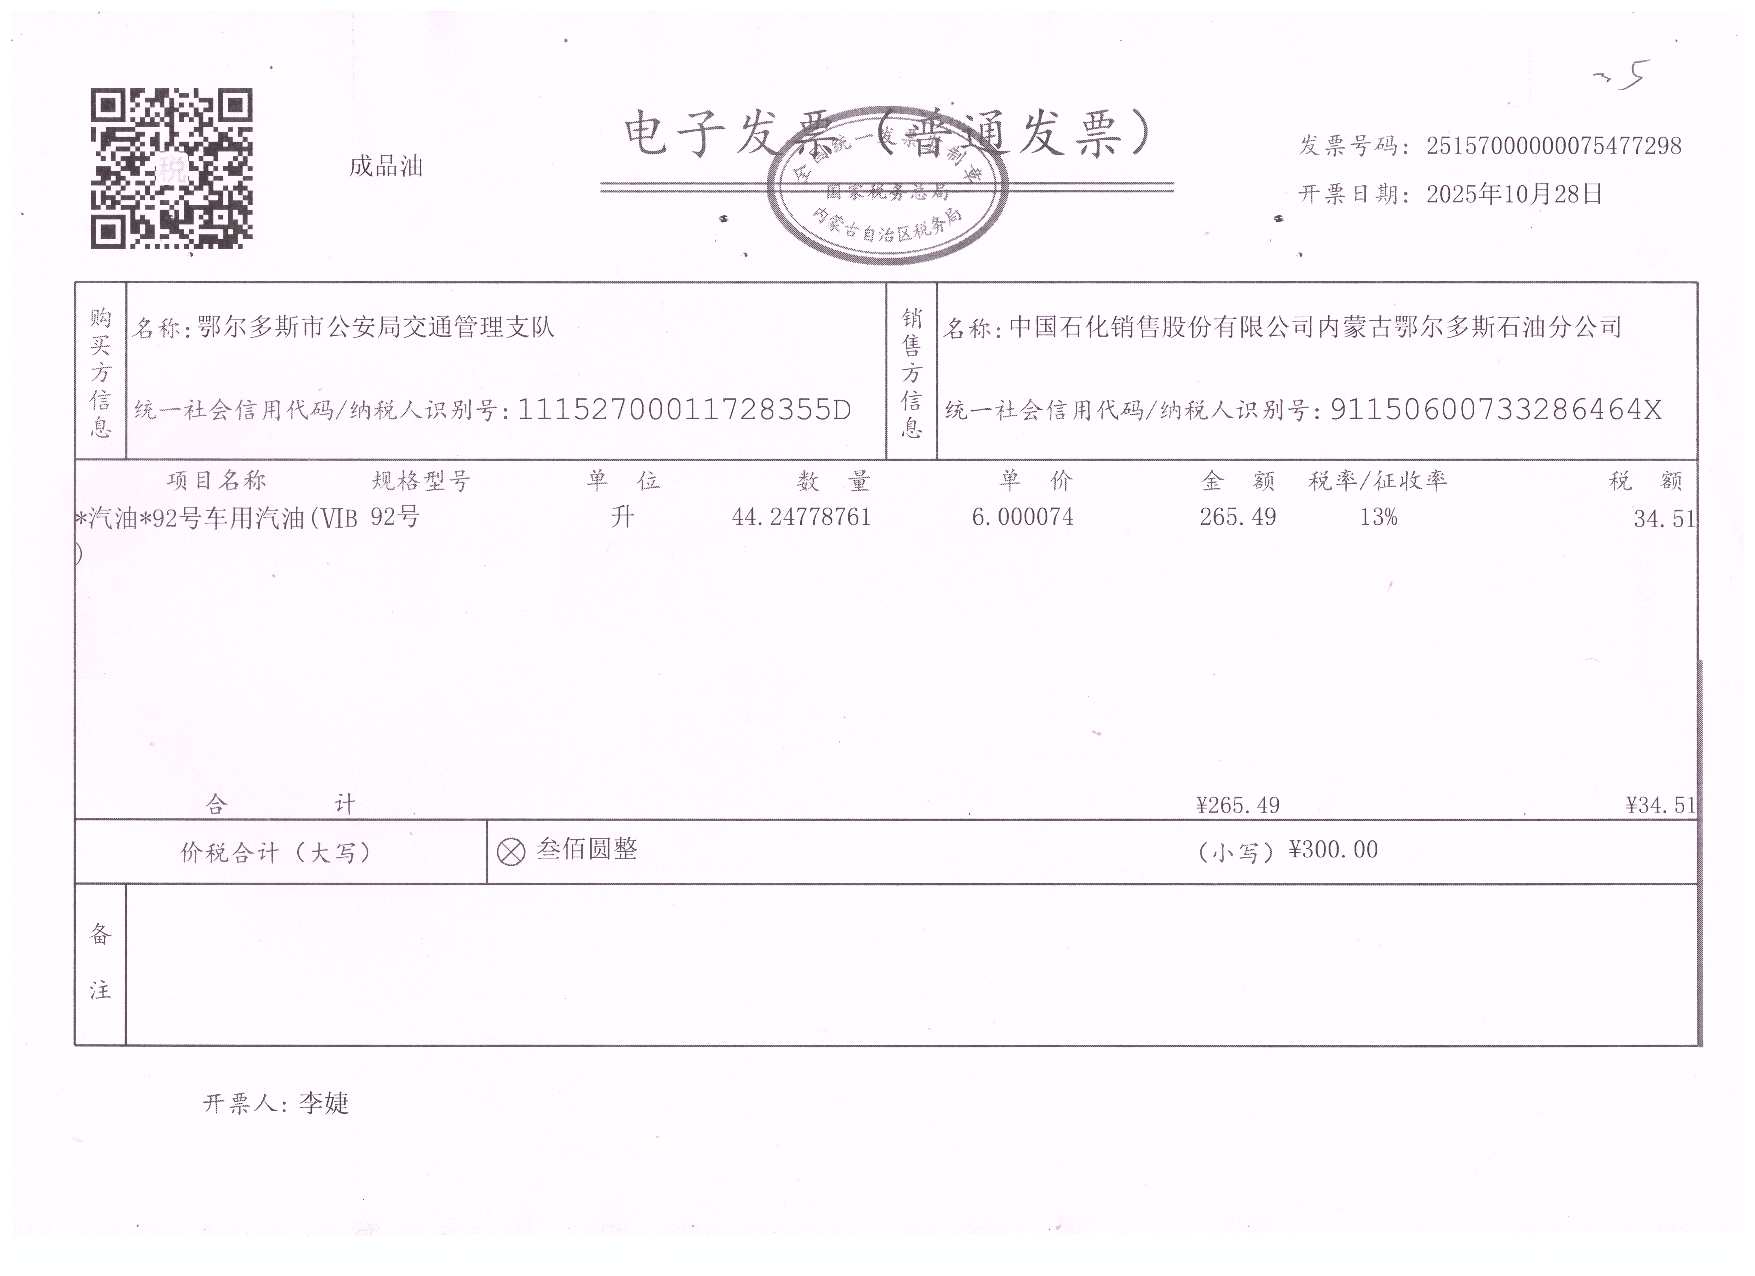 电子发票（普通发票）
成品油
税
全国统一发票监制章
国家税务总局
内蒙古自治区税务局
发票号码：25157000000075477298
开票日期：2025年10月28日
购买方信息
名称:鄂尔多斯市公安局交通管理支队
统一社会信用代码/纳税人识别号:11152700011728355D
销售方信息
名称:中国石化销售股份有限公司内蒙古鄂尔多斯石油分公司
统一社会信用代码/纳税人识别号:91150600733286464X
项目名称 规格型号 单 位 数 量 单 价 金 额 税率/征收率 税 额
*汽油*92号车用汽油(ⅥB 92号 升 44.24778761 6.000074 265.49 13% 34.51
)
合 计 ¥265.49 ¥34.51
价税合计（大写） ⊗ 叁佰圆整 （小写）¥300.00
备注
开票人: 李婕